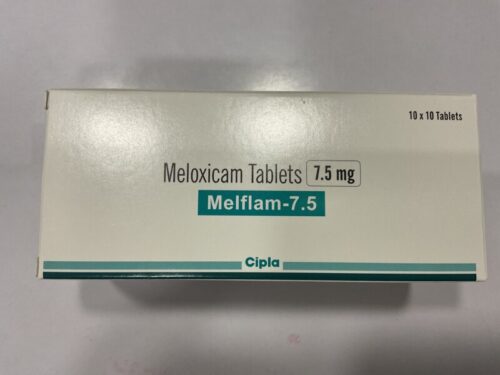 10 x 10 Tablets
Meloxicam Tablets 7.5 mg
Melflam-7.5
Cipla